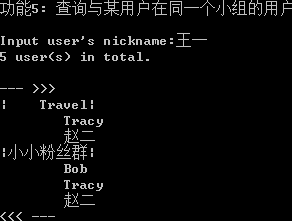 功能5: 查询与某用户在同一个小组的用户
Input user's nickname:王一
5 user(s) in total.
--- >>>
|    Travel|
Tracy
赵二
|小小粉丝群|
Bob
Tracy
赵二
<<< ---